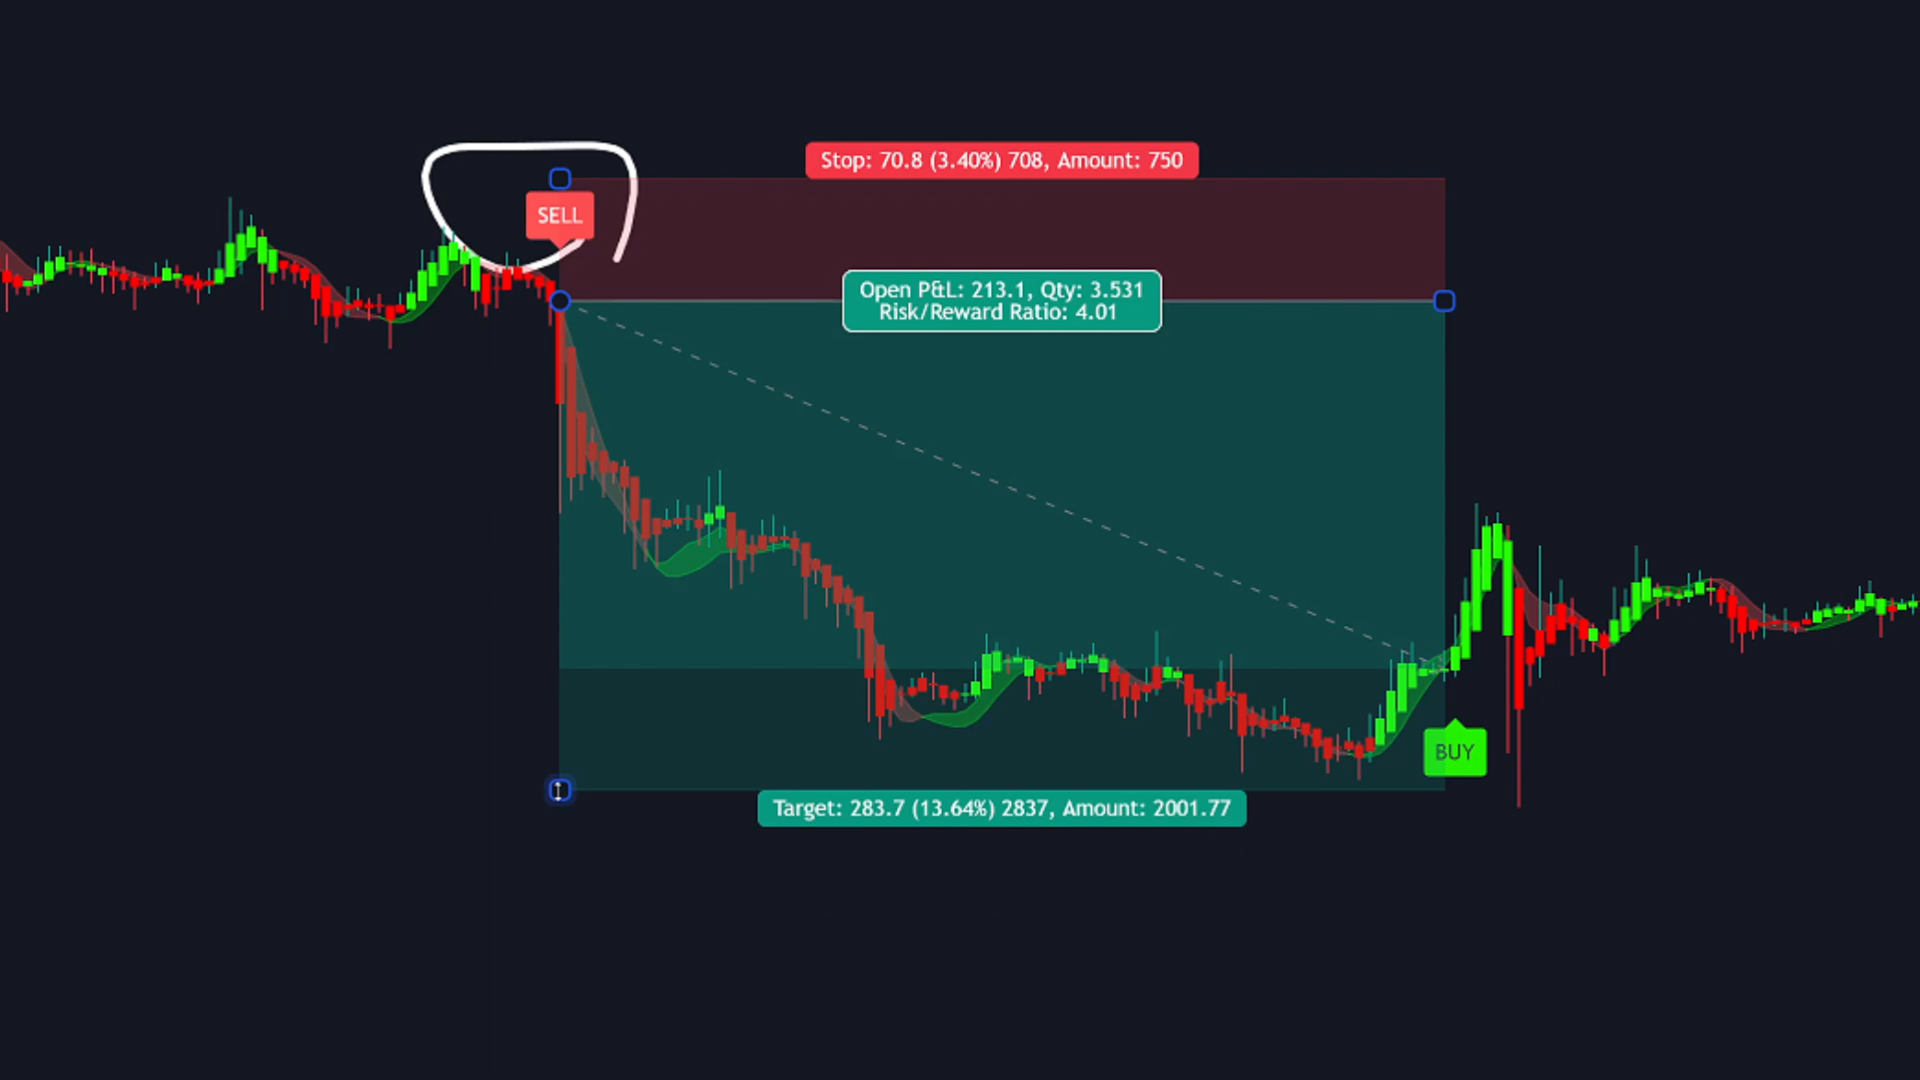 Stop: 70.8 (3.40%) 708, Amount: 750
SELL
Open P&L: 213.1, Qty: 3.531
Risk/Reward Ratio: 4.01
BUY
Target: 283.7 (13.64%) 2837, Amount: 2001.77